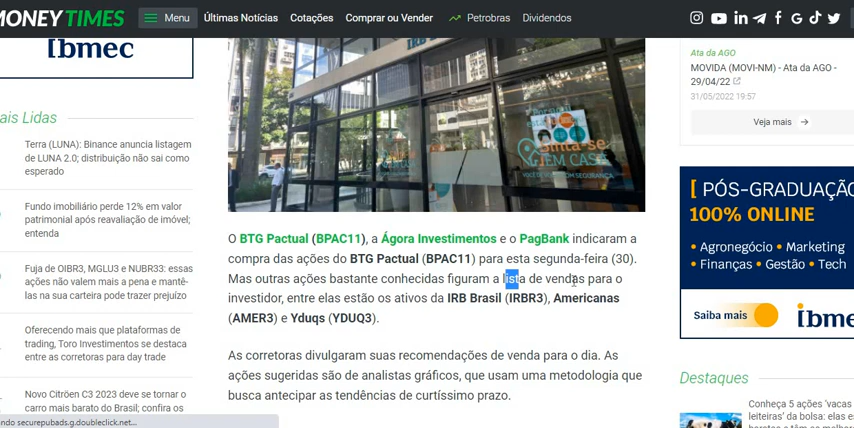 MONEY TIMES
Menu
Últimas Notícias
Cotações
Comprar ou Vender
Petrobras
Dividendos
ibmec
ais Lidas
Terra (LUNA): Binance anuncia listagem
de LUNA 2.0; distribuição não sai como
esperado
Fundo imobiliário perde 12% em valor
patrimonial após reavaliação de imóvel;
entenda
Fuja de OIBR3, MGLU3 e NUBR33: essas
ações não valem mais a pena e mantê-
las na sua carteira pode trazer prejuízo
Oferecendo mais que plataformas de
trading, Toro Investimentos se destaca
entre as corretoras para day trade
Novo Citröen C3 2023 deve se tornar o
carro mais barato do Brasil; confira os
ndo securepubads.g.doubleclick.net...
Sinta-se
EM CASA
O BTG Pactual (BPAC11), a Ágora Investimentos e o PagBank indicaram a
compra das ações do BTG Pactual (BPAC11) para esta segunda-feira (30).
Mas outras ações bastante conhecidas figuram a lista de vendas para o
investidor, entre elas estão os ativos da IRB Brasil (IRBR3), Americanas
(AMER3) e Yduqs (YDUQ3).
As corretoras divulgaram suas recomendações de venda para o dia. As
ações sugeridas são de analistas gráficos, que usam uma metodologia que
busca antecipar as tendências de curtíssimo prazo.
Ata da AGO
MOVIDA (MOVI-NM) - Ata da AGO -
29/04/22
31/05/2022 19:57
Veja mais
[ PÓS-GRADUAÇÃO
100% ONLINE
• Agronegócio • Marketing
• Finanças • Gestão • Tech
Saiba mais
ibmec
Destaques
Conheça 5 ações 'vacas
leiteiras' da bolsa: elas e